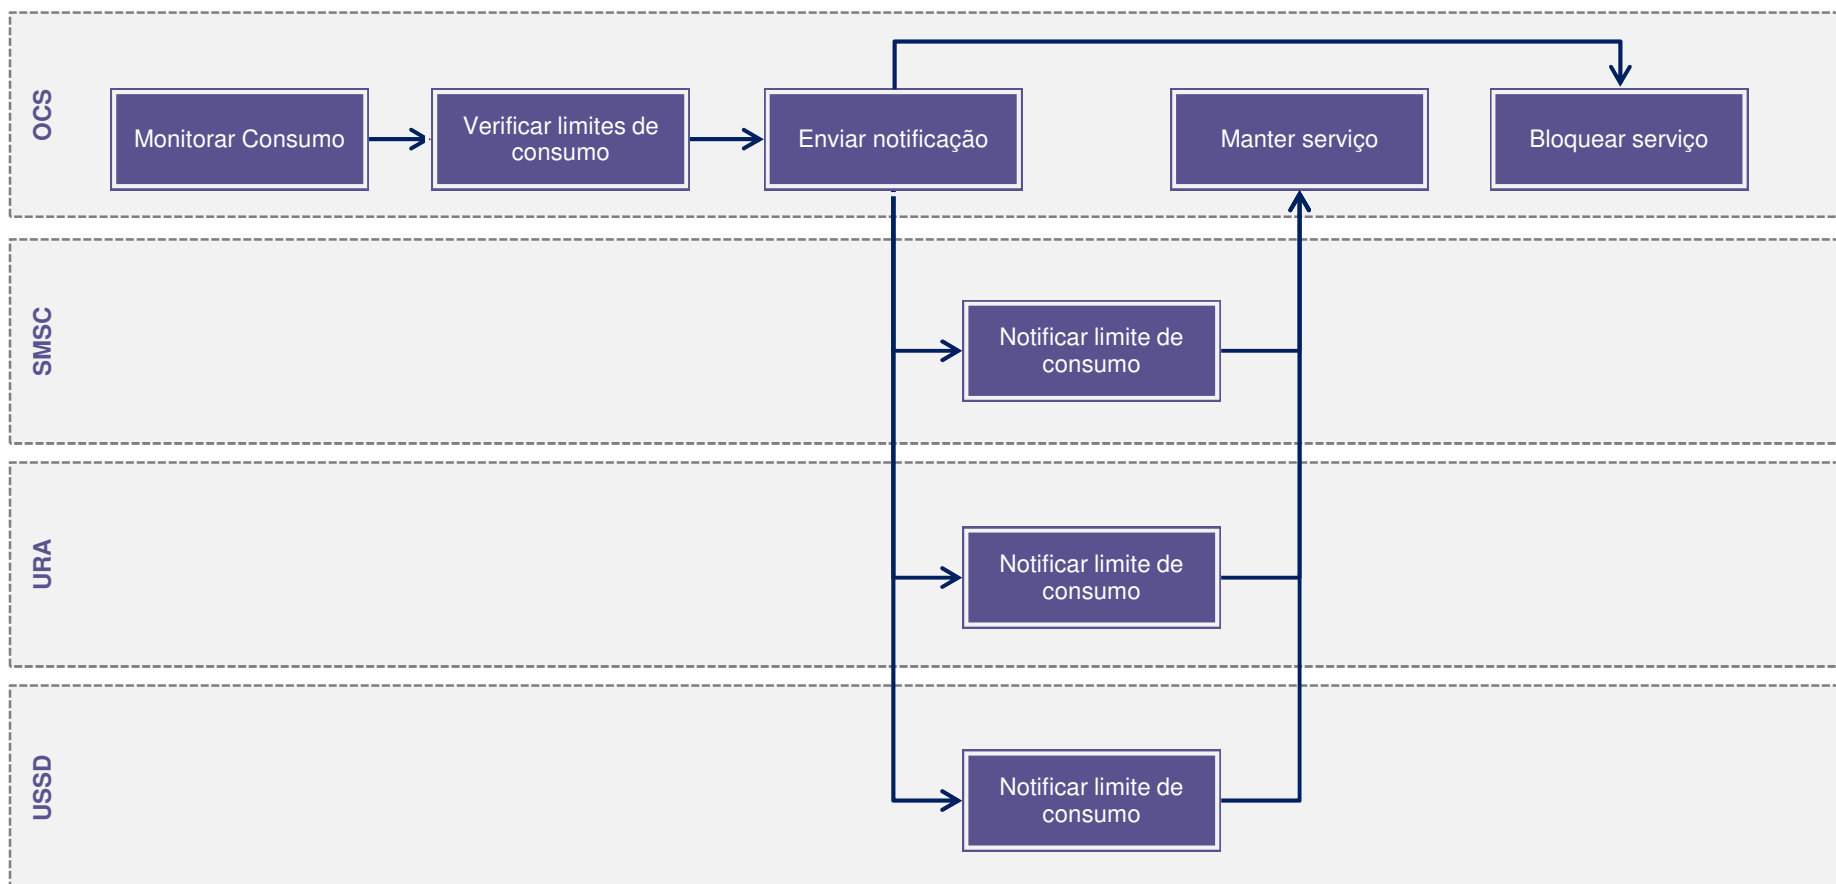 OCS
Monitorar Consumo
Verificar limites de
consumo
Enviar notificação
Manter serviço
Bloquear serviço
SMSC
Notificar limite de
consumo
URA
Notificar limite de
consumo
USSD
Notificar limite de
consumo